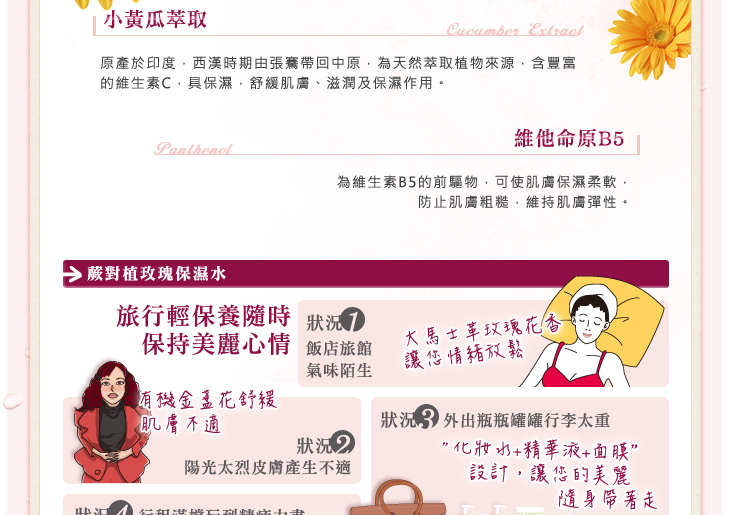 小黃瓜萃取
Cucumber Extract
原產於印度，西漢時期由張騫帶回中原，為天然萃取植物來源，含豐富
的維生素C，具保濕，舒緩肌膚、滋潤及保濕作用。
維他命原B5
Panthenol
為維生素B5的前驅物，可使肌膚保濕柔軟，
防止肌膚粗糙，維持肌膚彈性。
蕨對植玫瑰保濕水
旅行輕保養隨時
保持美麗心情
狀況1
飯店旅館
氣味陌生
大馬士革玫瑰花香
讓您情緒放鬆
有機金盞花舒緩
肌膚不適
狀況2
陽光太烈皮膚產生不適
狀況3 外出瓶瓶罐罐行李太重
"化妝水+精華液+面膜"
設計，讓您的美麗
隨身帶著走
狀況4 行程滿檔玩到精疲力盡